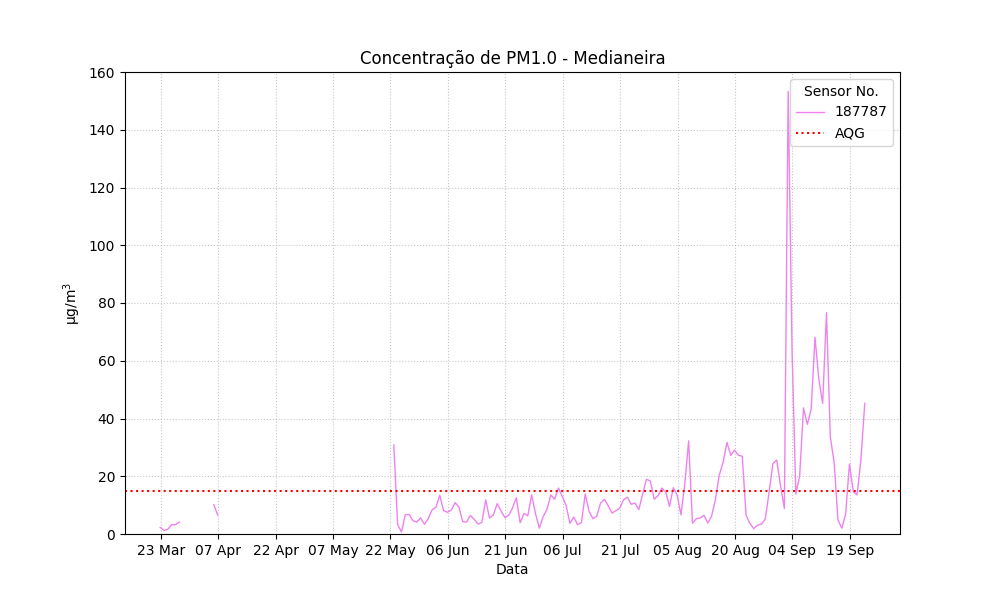 Concentração de PM1.0 - Medianeira
Sensor No.
187787
AQG
µg/m³
160
140
120
100
80
60
40
20
0
23 Mar 07 Apr 22 Apr 07 May 22 May 06 Jun 21 Jun 06 Jul 21 Jul 05 Aug 20 Aug 04 Sep 19 Sep
Data